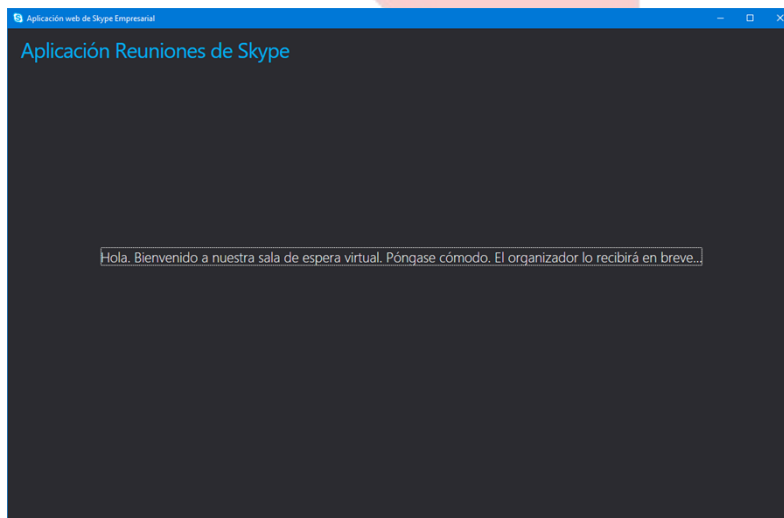 Aplicación web de Skype Empresarial
Aplicación Reuniones de Skype
Hola. Bienvenido a nuestra sala de espera virtual. Póngase cómodo. El organizador lo recibirá en breve...